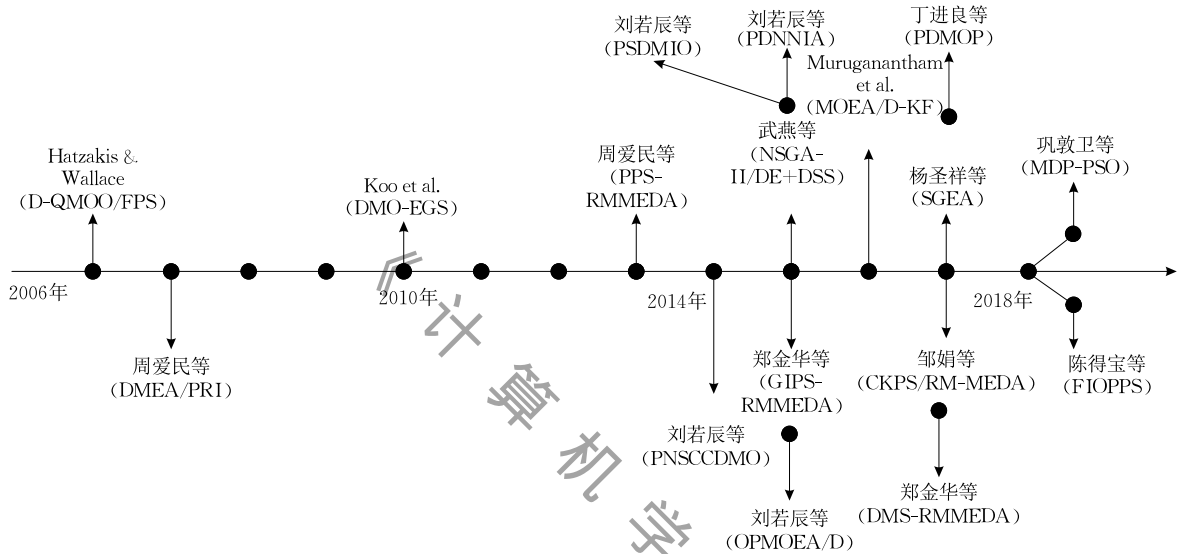 刘若辰等
(PSDMIO)
刘若辰等
(PDNNIA)
丁进良等
(PDMOP)
Muruganantham
et al.
(MOEA/D-KF)
Hatzakis &
Wallace
(D-QMOO/FPS)
Koo et al.
(DMO-EGS)
周爱民等
(PPS-
RMMEDA)
武燕等
(NSGA-
II/DE+DSS)
杨圣祥等
(SGEA)
巩敦卫等
(MDP-PSO)
2006年
2010年
2014年
2018年
周爱民等
(DMEA/PRI)
刘若辰等
(PNSCCDMO)
郑金华等
(GIPS-
RMMEDA)
刘若辰等
(OPMOEA/D)
邹娟等
(CKPS/RM-MEDA)
郑金华等
(DMS-RMMEDA)
陈得宝等
(FIOPPS)
《计算机学